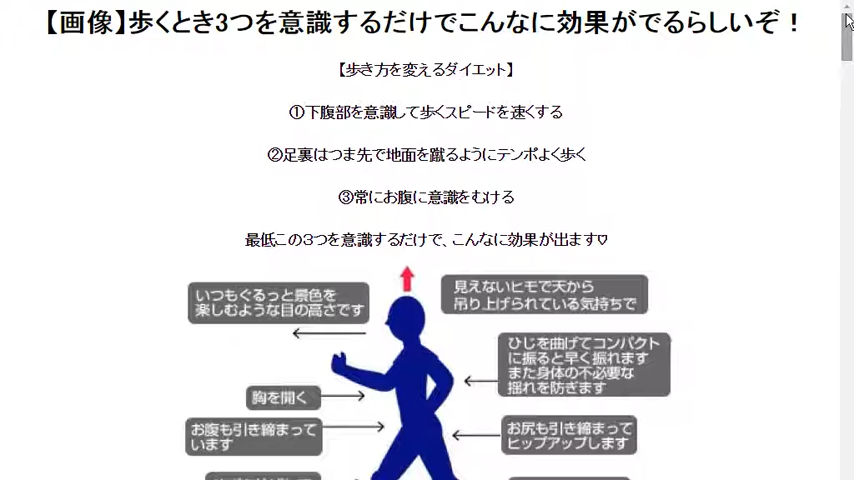 【画像】歩くとき3つを意識するだけでこんなに効果がでるらしいぞ！
【歩き方を変えるダイエット】
①下腹部を意識して歩くスピードを速くする
②足裏はつま先で地面を蹴るようにテンポよく歩く
③常にお腹に意識をむける
最低この３つを意識するだけで、こんなに効果が出ます♡
いつもぐるっと景色を
楽しむような目の高さです
見えないヒモで天から
吊り上げられている気持ちで
ひじを曲げてコンパクト
に振ると早く振れます
また身体の不必要な
揺れを防ぎます
胸を開く
お腹も引き締まって
います
お尻も引き締まって
ヒップアップします